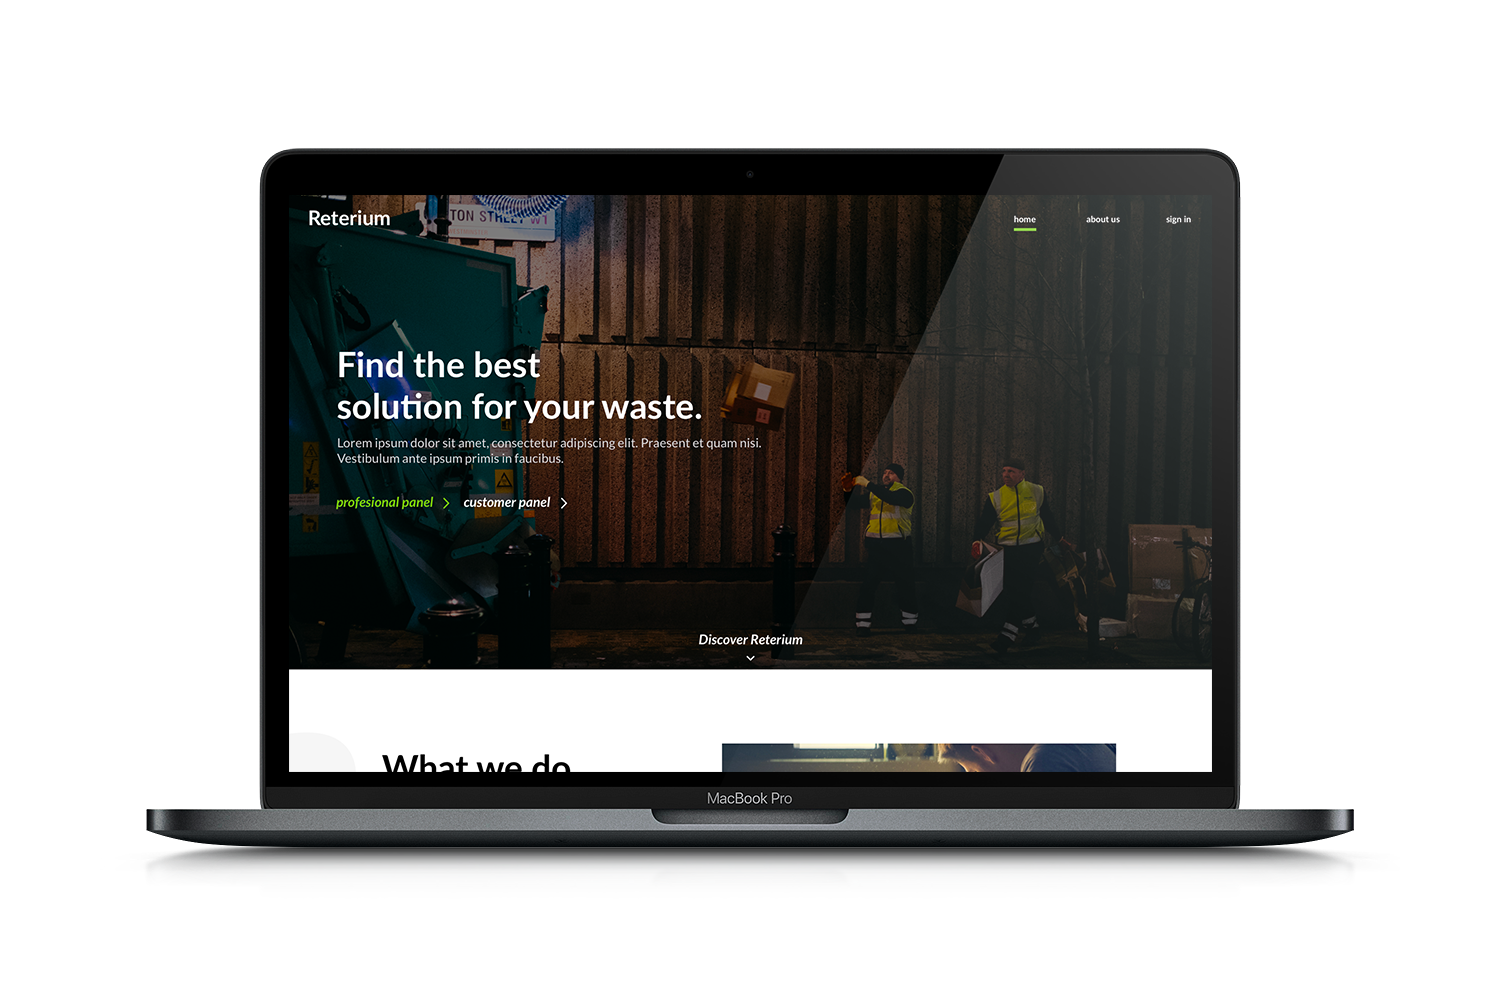 Reterium
TON STREET W1
home
about us
sign in
Find the best
solution for your waste.
Lorem ipsum dolor sit amet, consectetur adipiscing elit. Praesent et quam nisi.
Vestibulum ante ipsum primis in faucibus.
profesional panel
customer panel
Discover Reterium
What we do
MacBook Pro